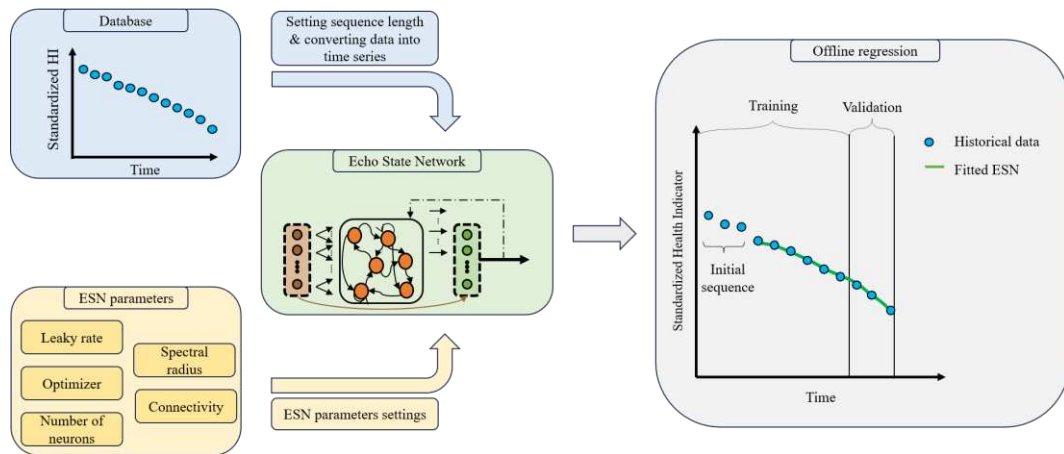 Database
Standardized HI
Time
Setting sequence length
& converting data into
time series
Echo State Network
ESN parameters
Leaky rate
Optimizer
Number of
neurons
Spectral
radius
Connectivity
ESN parameters settings
Offline regression
Training
Validation
Historical data
Fitted ESN
Initial
sequence
Standardized Health Indicator
Time